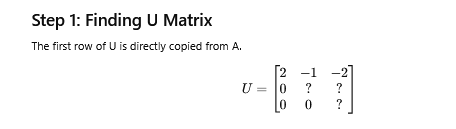 Step 1: Finding U Matrix
The first row of U is directly copied from A.
2 −1 −2
U = 0 ? ?
0 0 ?